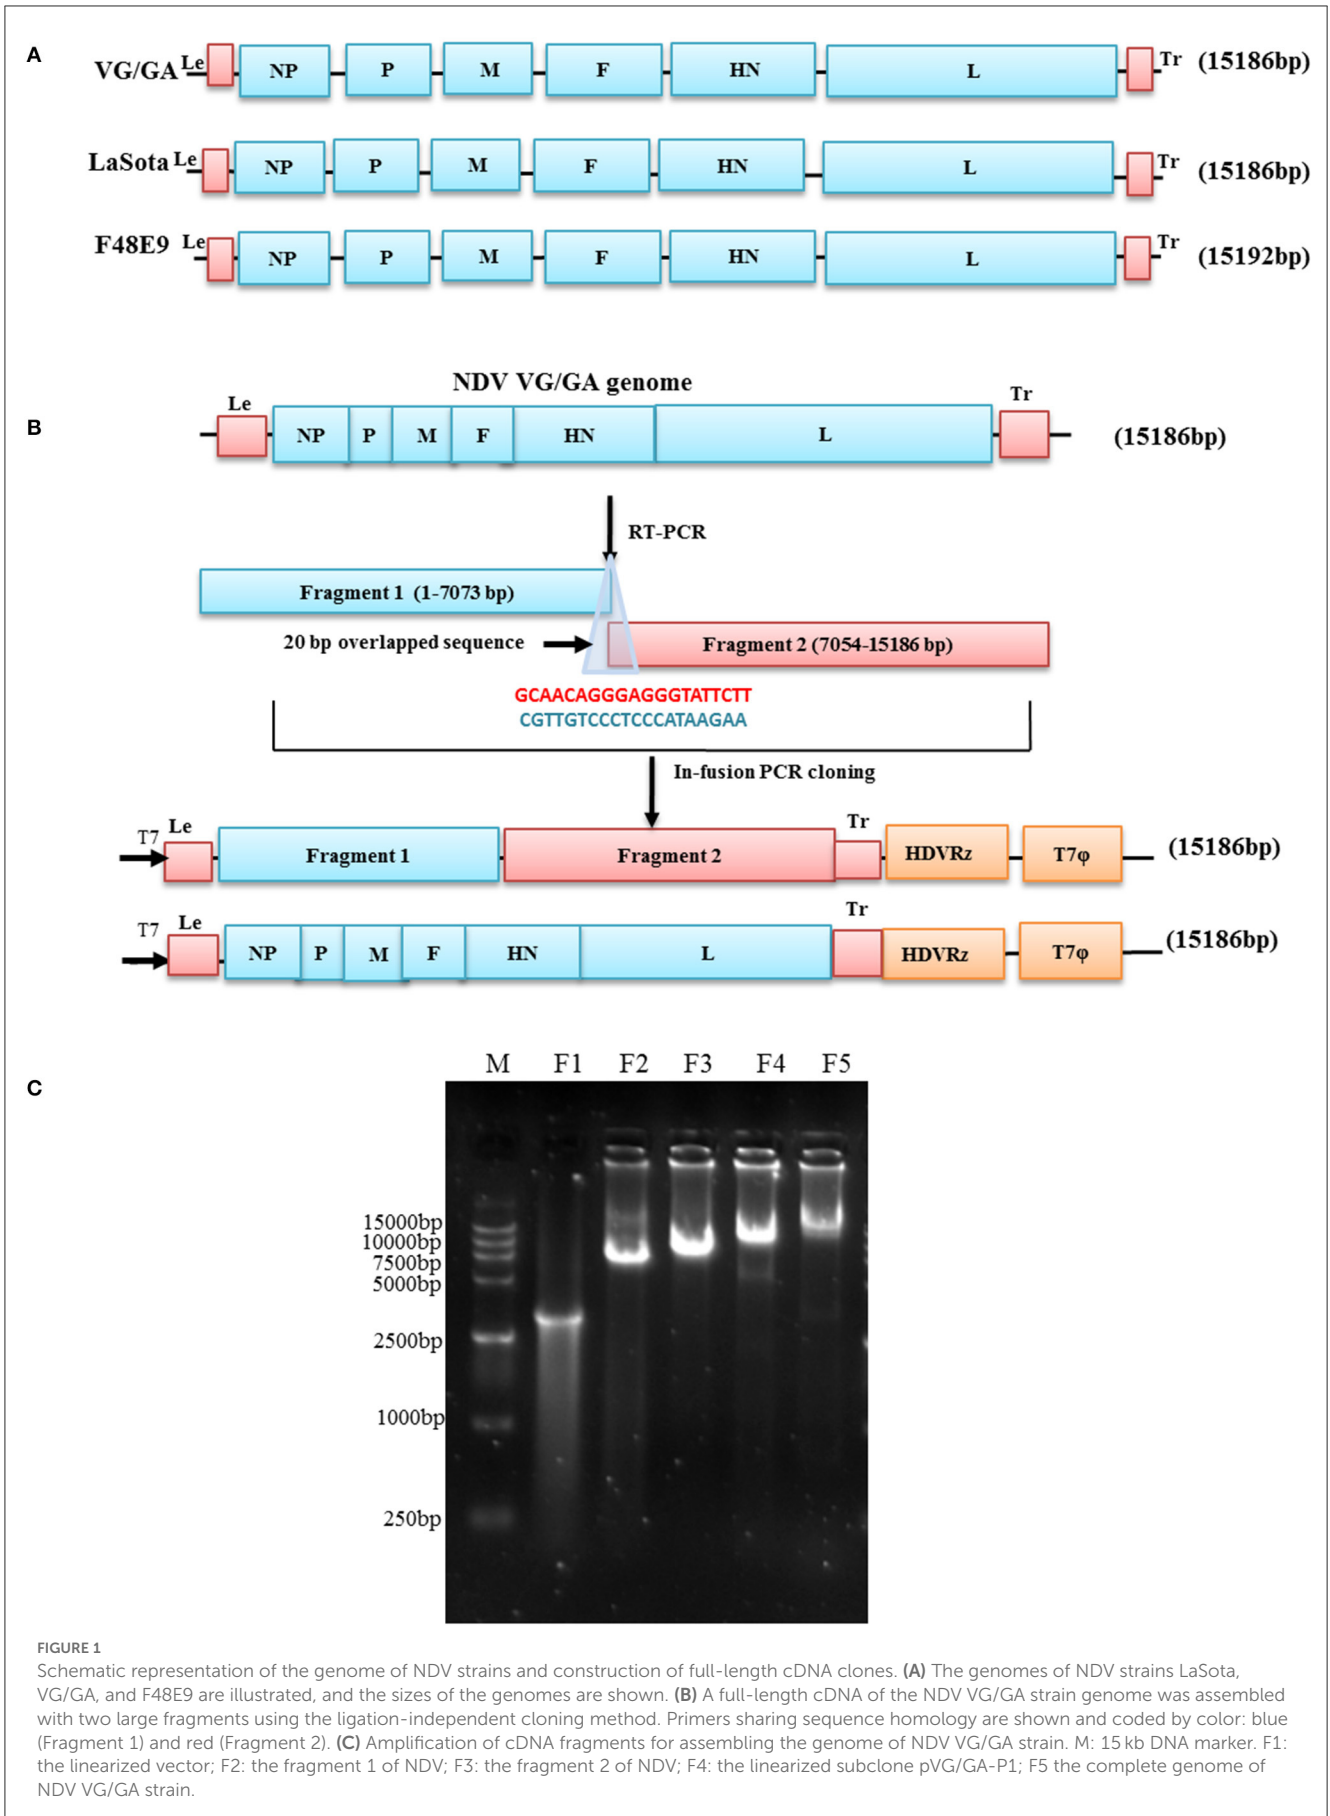 A
VG/GA Le NP P M F HN L Tr (15186bp)
LaSota Le NP P M F HN L Tr (15186bp)
F48E9 Le NP P M F HN L Tr (15192bp)
B
NDV VG/GA genome
Le NP P M F HN L Tr (15186bp)
RT-PCR
Fragment 1 (1-7073 bp)
20 bp overlapped sequence
Fragment 2 (7054-15186 bp)
GCAACAGGGAGGGTATTCTT
CGTTGTCCCTCCCATAAGAA
In-fusion PCR cloning
T7 Le Fragment 1 Fragment 2 Tr HDVRz T7φ (15186bp)
T7 Le NP P M F HN L Tr HDVRz T7φ (15186bp)
C
M F1 F2 F3 F4 F5
15000bp
10000bp
7500bp
5000bp
2500bp
1000bp
250bp
FIGURE 1
Schematic representation of the genome of NDV strains and construction of full-length cDNA clones. (A) The genomes of NDV strains LaSota,
VG/GA, and F48E9 are illustrated, and the sizes of the genomes are shown. (B) A full-length cDNA of the NDV VG/GA strain genome was assembled
with two large fragments using the ligation-independent cloning method. Primers sharing sequence homology are shown and coded by color: blue
(Fragment 1) and red (Fragment 2). (C) Amplification of cDNA fragments for assembling the genome of NDV VG/GA strain. M: 15 kb DNA marker. F1:
the linearized vector; F2: the fragment 1 of NDV; F3: the fragment 2 of NDV; F4: the linearized subclone pVG/GA-P1; F5 the complete genome of
NDV VG/GA strain.